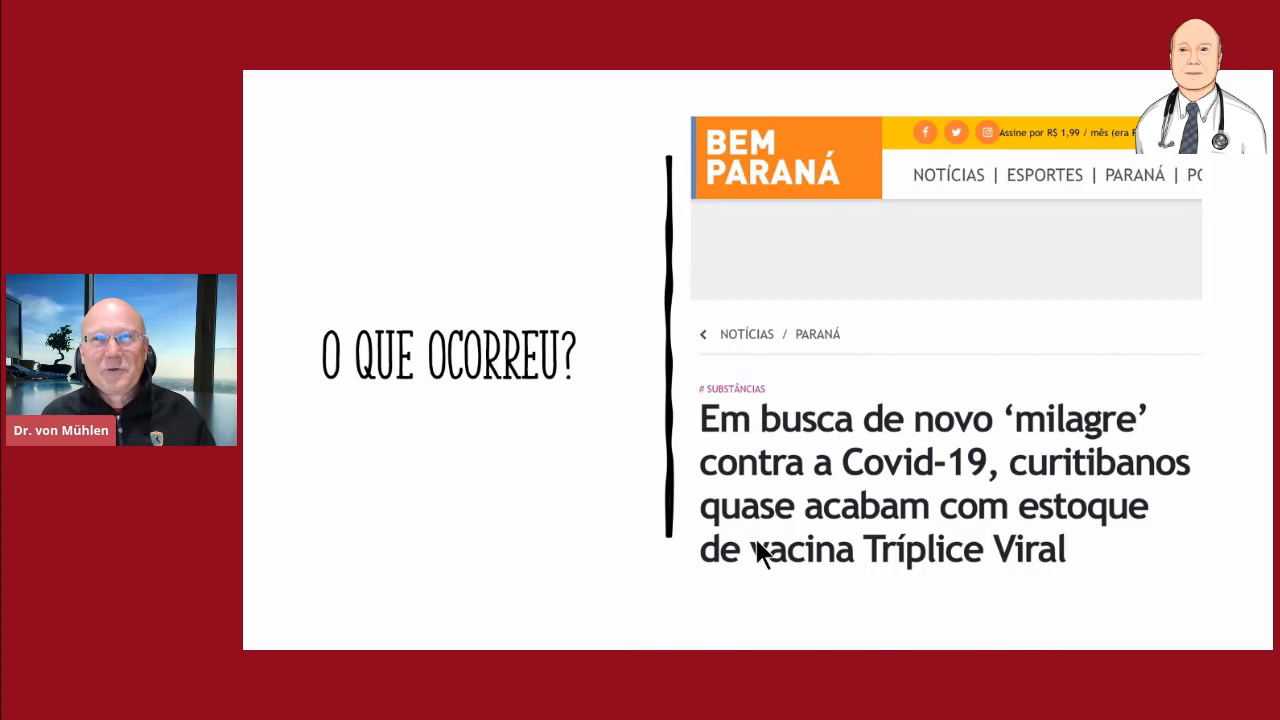 BEM
PARANÁ
Assine por R$ 1,99 / mês (era
NOTÍCIAS | ESPORTES | PARANÁ |
O QUE OCORREU?
NOTÍCIAS / PARANÁ
# SUBSTÂNCIAS
Em busca de novo ‘milagre’
contra a Covid-19, curitibanos
quase acabam com estoque
de vacina Tríplice Viral
Dr. von Mühlen